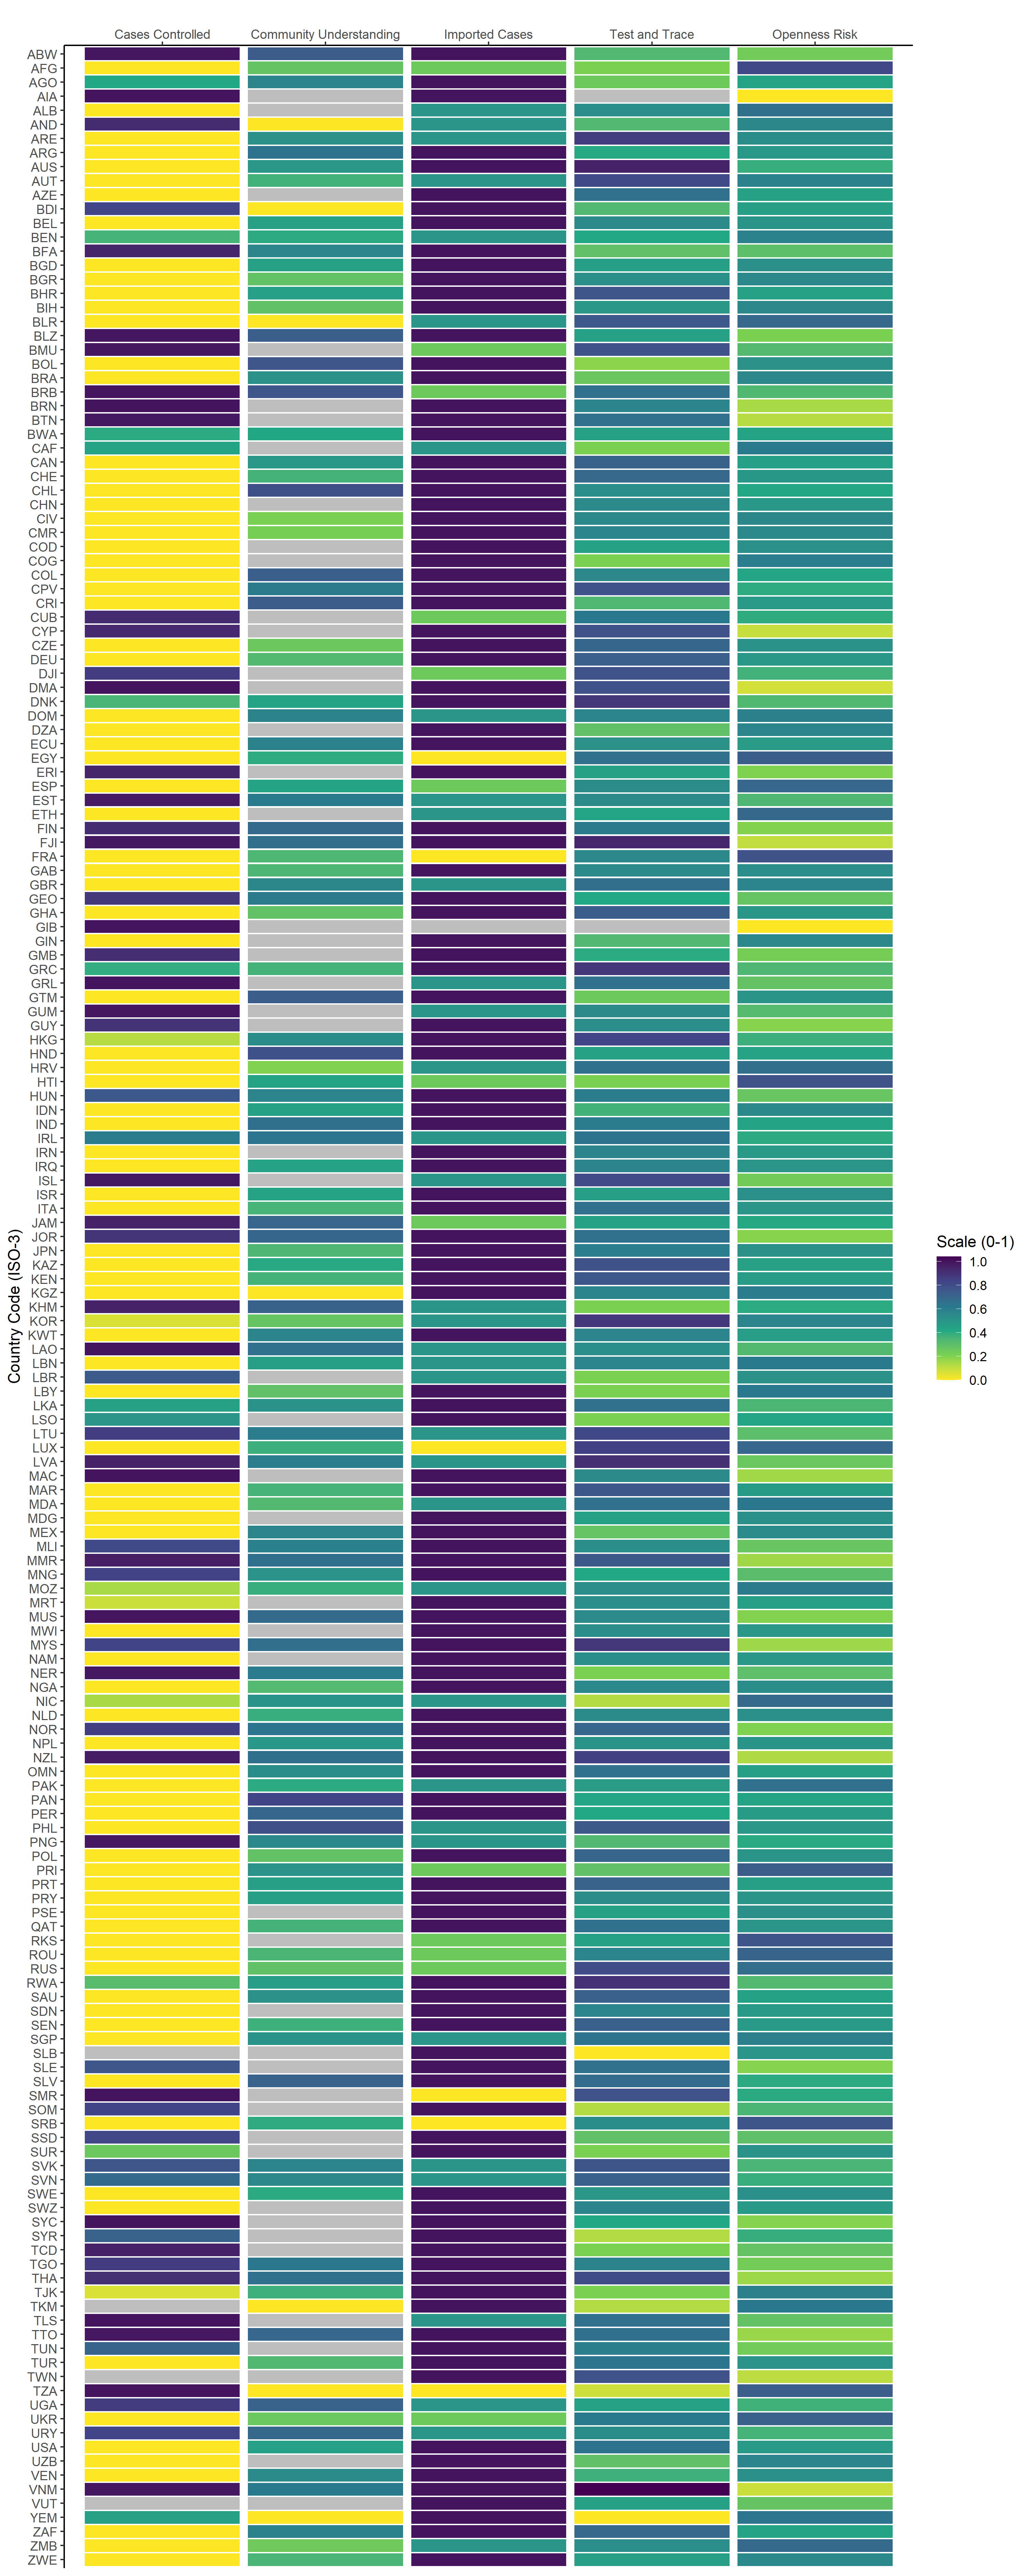 Cases Controlled Community Understanding Imported Cases Test and Trace Openness Risk
ABW
AFG
AGO
AIA
ALB
AND
ARE
ARG
AUS
AUT
AZE
BDI
BEL
BEN
BFA
BGD
BGR
BHR
BIH
BLR
BLZ
BMU
BOL
BRA
BRB
BRN
BTN
BWA
CAF
CAN
CHE
CHL
CHN
CIV
CMR
COD
COG
COL
CPV
CRI
CUB
CYP
CZE
DEU
DJI
DMA
DNK
DOM
DZA
ECU
EGY
ERI
ESP
EST
ETH
FIN
FJI
FRA
GAB
GBR
GEO
GHA
GIB
GIN
GMB
GRC
GRL
GTM
GUM
GUY
HKG
HND
HRV
HTI
HUN
IDN
IND
IRL
IRN
IRQ
ISL
ISR
ITA
JAM
JOR
JPN
KAZ
KEN
KGZ
KHM
KOR
KWT
LAO
LBN
LBR
LBY
LKA
LSO
LTU
LUX
LVA
MAC
MAR
MDA
MDG
MEX
MLI
MMR
MNG
MOZ
MRT
MUS
MWI
MYS
NAM
NER
NGA
NIC
NLD
NOR
NPL
NZL
OMN
PAK
PAN
PER
PHL
PNG
POL
PRI
PRT
PRY
PSE
QAT
RKS
ROU
RUS
RWA
SAU
SDN
SEN
SGP
SLB
SLE
SLV
SMR
SOM
SRB
SSD
SUR
SVK
SVN
SWE
SWZ
SYC
SYR
TCD
TGO
THA
TJK
TKM
TLS
TTO
TUN
TUR
TWN
TZA
UGA
UKR
URY
USA
UZB
VEN
VNM
VUT
YEM
ZAF
ZMB
ZWE
Country Code (ISO-3)
Scale (0-1)
1.0
0.8
0.6
0.4
0.2
0.0